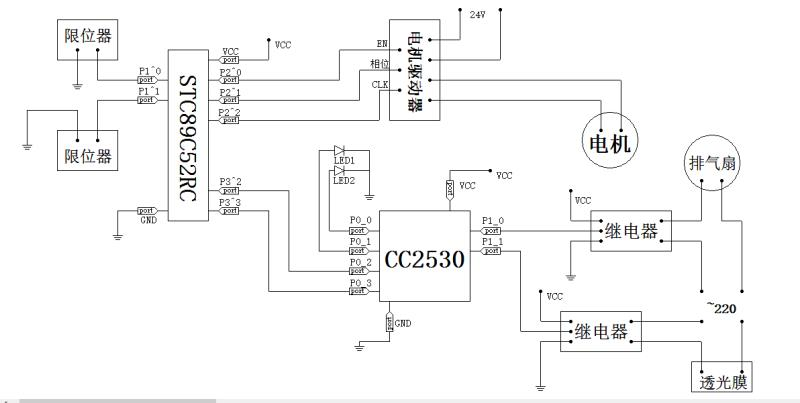 限位器
P1^0
port
P1^1
port
限位器
STC89C52RC
VCC
port
VCC
P2^0
port
P2^1
port
P2^2
port
EN
相位
CLK
电机驱动器
24V
电机
排气扇
P3^2
port
P3^3
port
port
GND
LED1
LED2
port
VCC
VCC
P0_0
port
P0_1
port
P0_2
port
P0_3
port
CC2530
P1_0
port
P1_1
port
port
GND
VCC
继电器
VCC
继电器
~220
透光膜